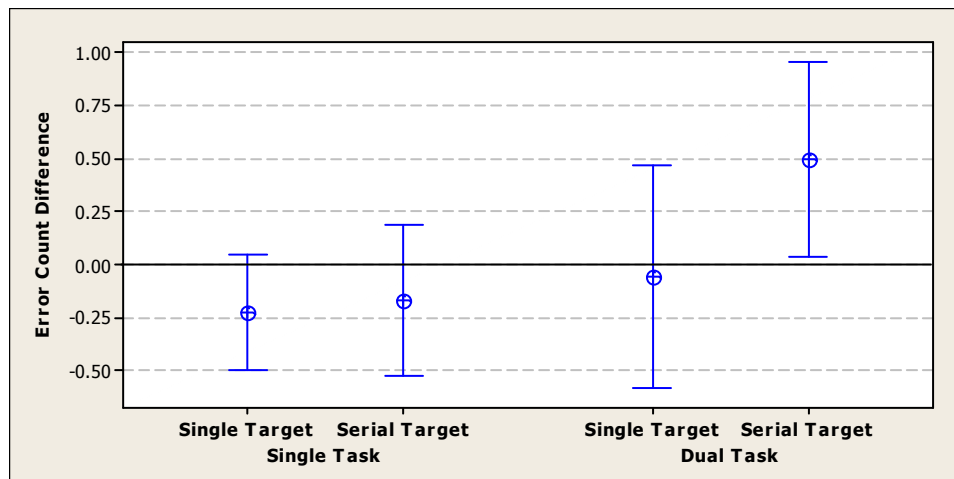 Error Count Difference
1.00
0.75
0.50
0.25
0.00
-0.25
-0.50
Single Target Serial Target Single Target Serial Target
Single Task Dual Task